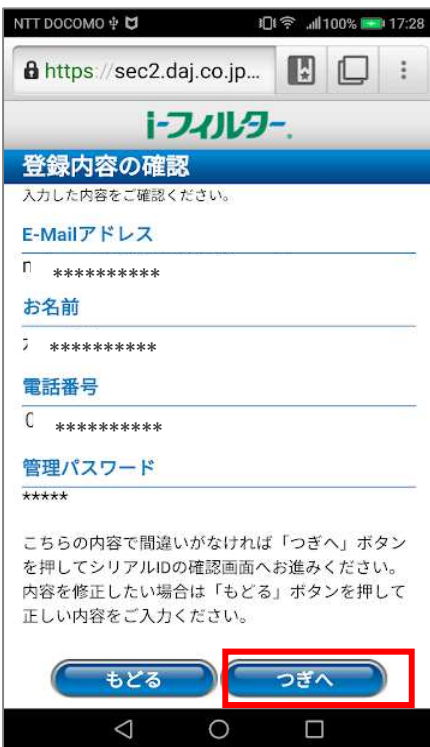 NTT DOCOMO 100% 17:28
https://sec2.daj.co.jp...
i-フィルター.
登録内容の確認
入力した内容をご確認ください。
E-Mailアドレス
**********
お名前
**********
電話番号
**********
管理パスワード
*****
こちらの内容で間違いがなければ「つぎへ」ボタン
を押してシリアルIDの確認画面へお進みください。
内容を修正したい場合は「もどる」ボタンを押して
正しい内容をご入力ください。
もどる つぎへ